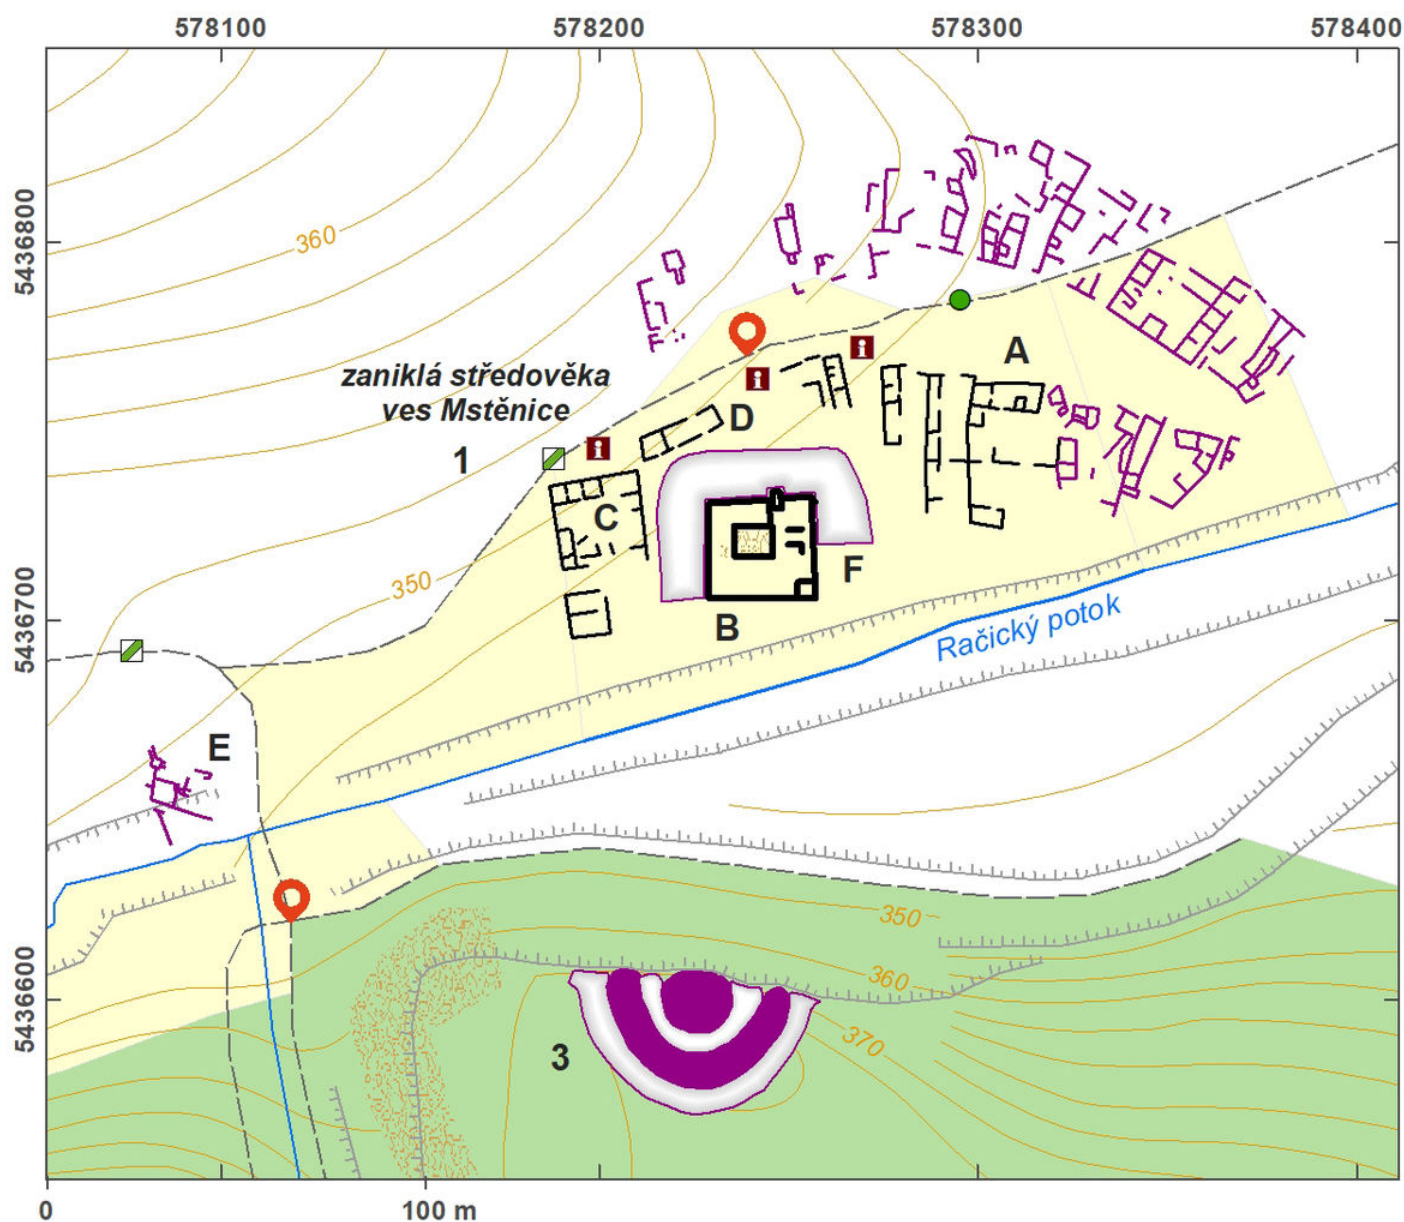 578100 578200 578300 578400
5436800
360
i
A
i
zaniklá středověka
ves Mstěnice
D
i
1
C
F
350
B
5436700
Račický potok
E
350
360
5436600
370
3
0 100 m